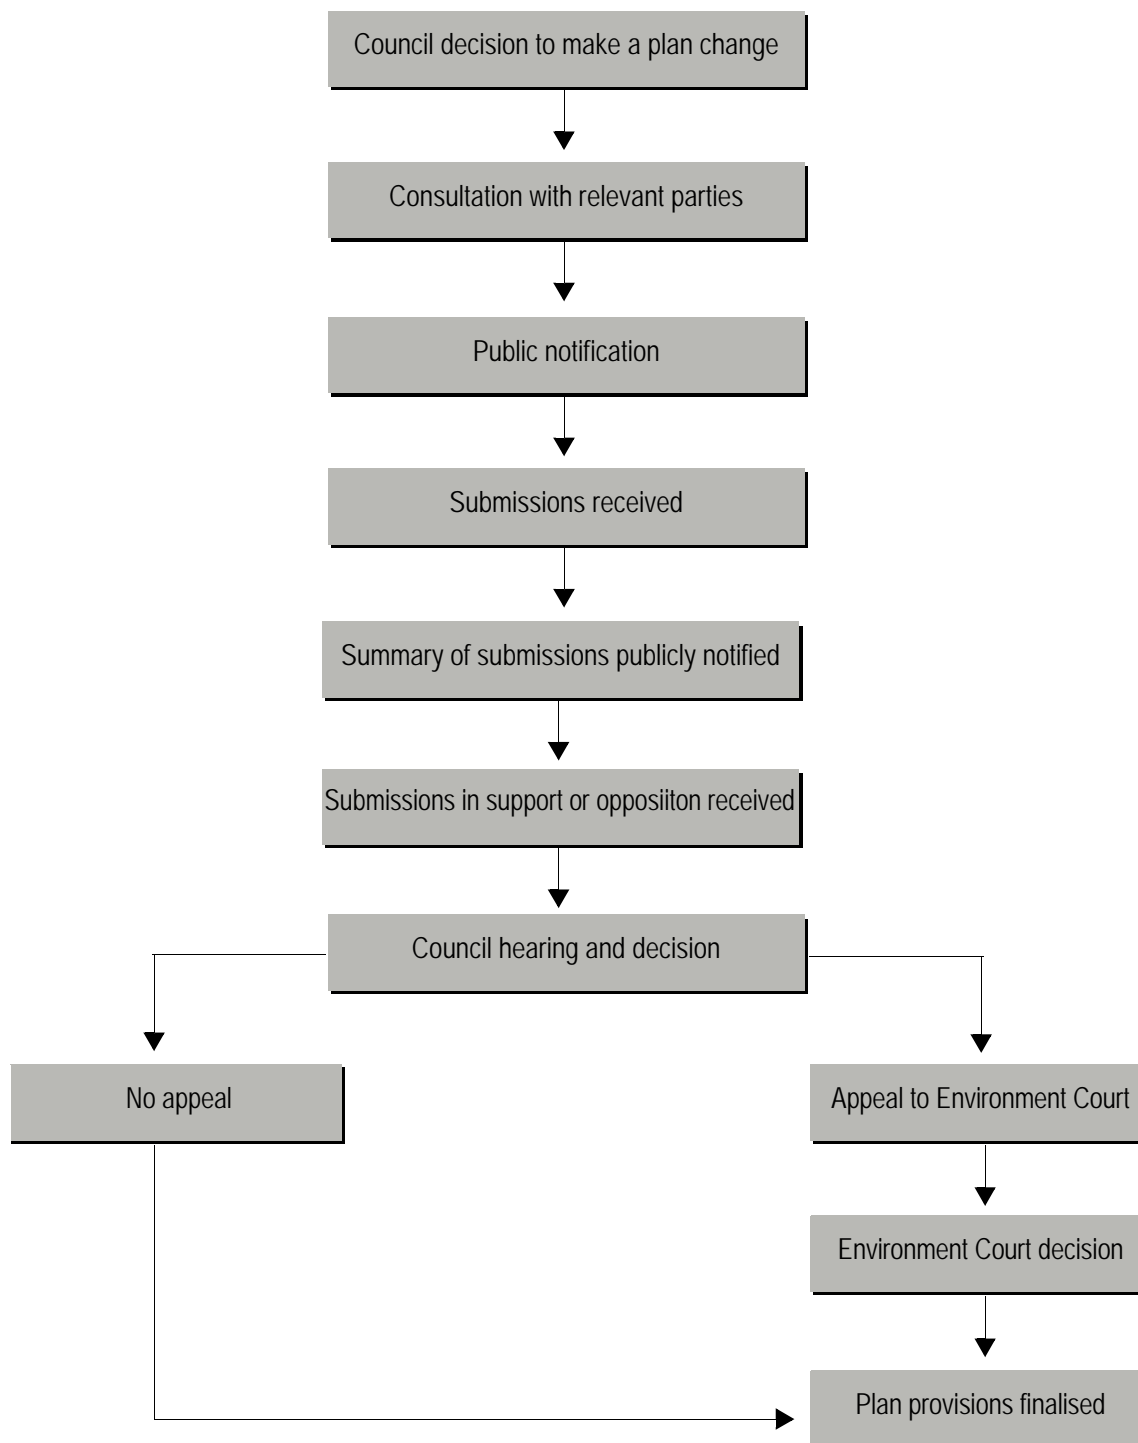 Council decision to make a plan change
Consultation with relevant parties
Public notification
Submissions received
Summary of submissions publicly notified
Submissions in support or opposiiton received
Council hearing and decision
No appeal
Appeal to Environment Court
Environment Court decision
Plan provisions finalised